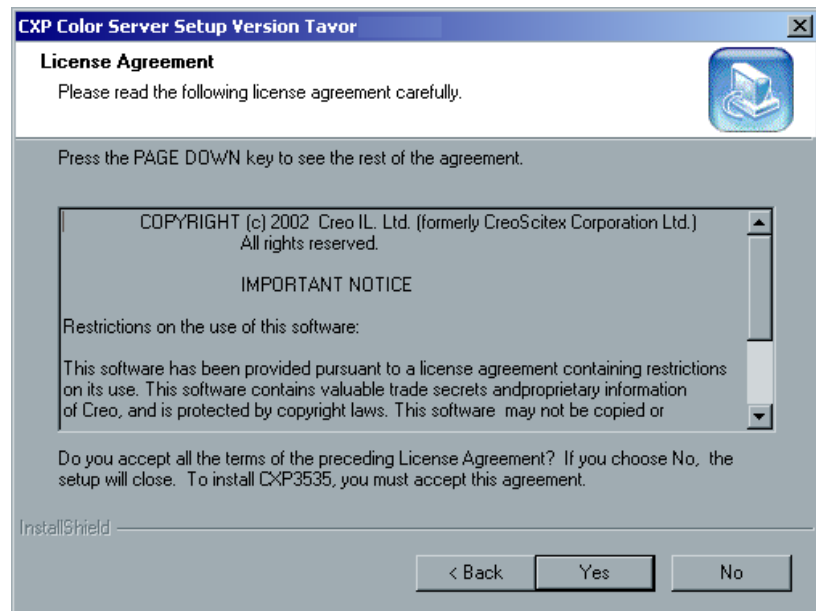 CXP Color Server Setup Version Tavor
License Agreement
Please read the following license agreement carefully.
Press the PAGE DOWN key to see the rest of the agreement.
COPYRIGHT (c) 2002 Creo IL. Ltd. (formerly CreoScitex Corporation Ltd.)
All rights reserved.
IMPORTANT NOTICE
Restrictions on the use of this software:
This software has been provided pursuant to a license agreement containing restrictions
on its use. This software contains valuable trade secrets andproprietary information
of Creo, and is protected by copyright laws. This software may not be copied or
Do you accept all the terms of the preceding License Agreement? If you choose No, the
setup will close. To install CXP3535, you must accept this agreement.
InstallShield
< Back Yes No